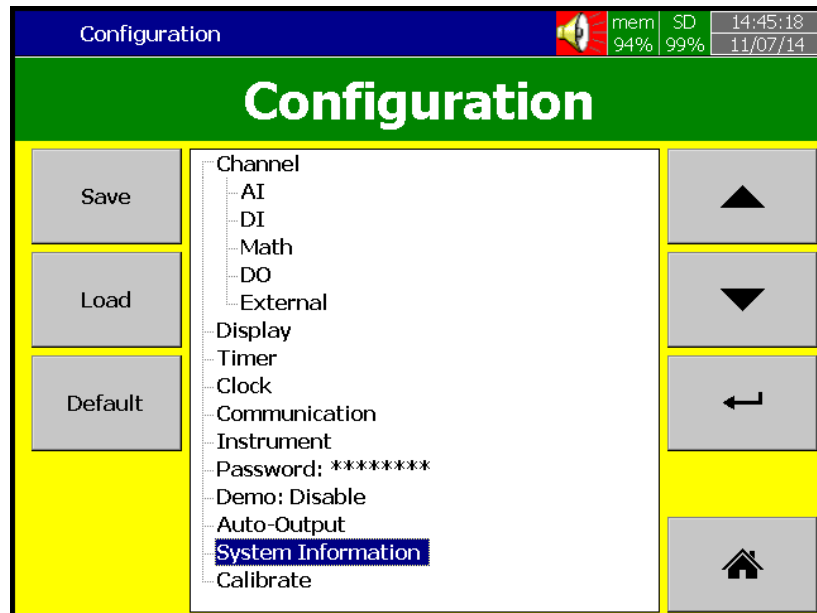 Configuration
mem SD 14:45:18
94% 99% 11/07/14
Configuration
Save
Load
Default
Channel
AI
DI
Math
DO
External
Display
Timer
Clock
Communication
Instrument
Password: ********
Demo: Disable
Auto-Output
System Information
Calibrate